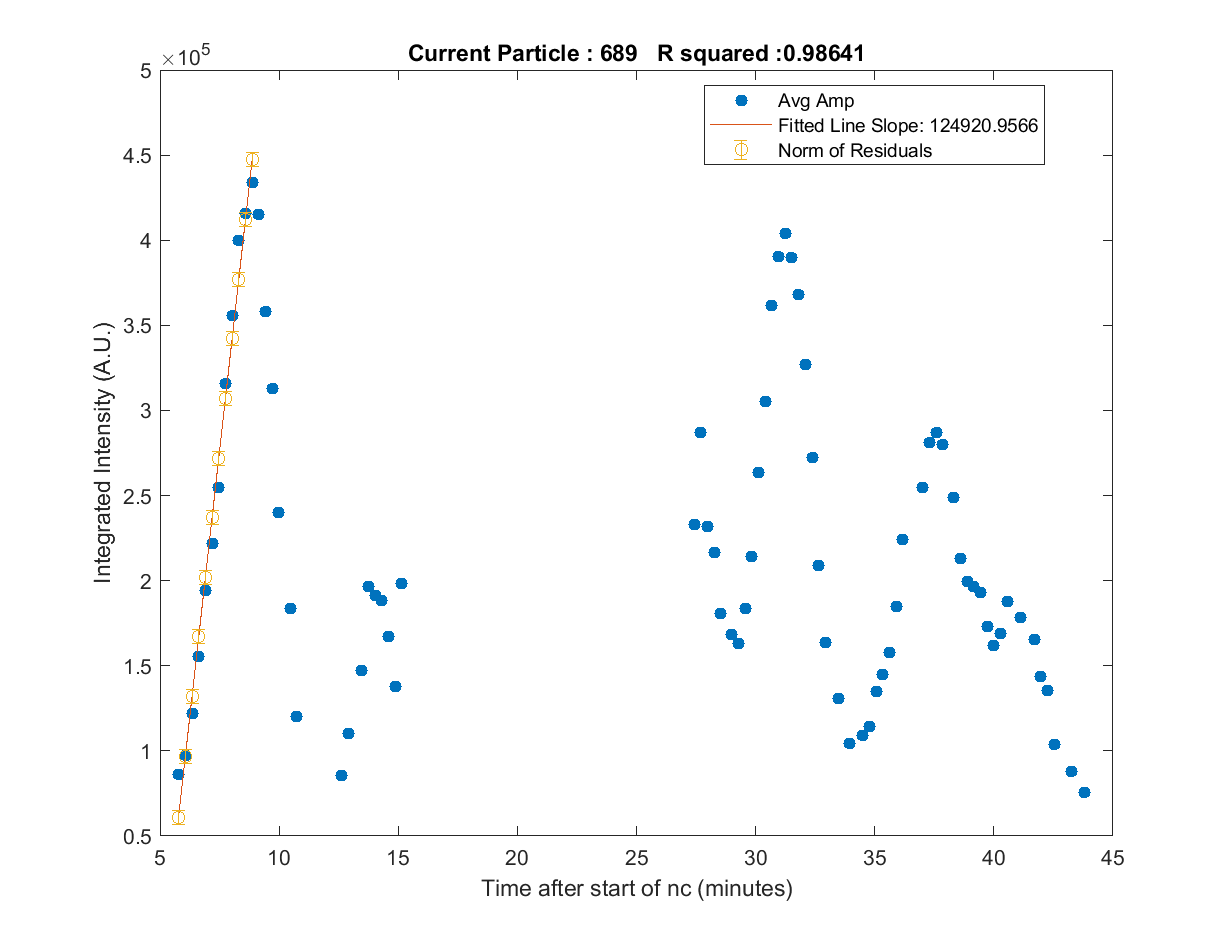 Current Particle : 689 R squared :0.98641
×10^5
5
4.5
4
3.5
3
2.5
2
1.5
1
0.5
Integrated Intensity (A.U.)
Avg Amp
Fitted Line Slope: 124920.9566
Norm of Residuals
5 10 15 20 25 30 35 40 45
Time after start of nc (minutes)